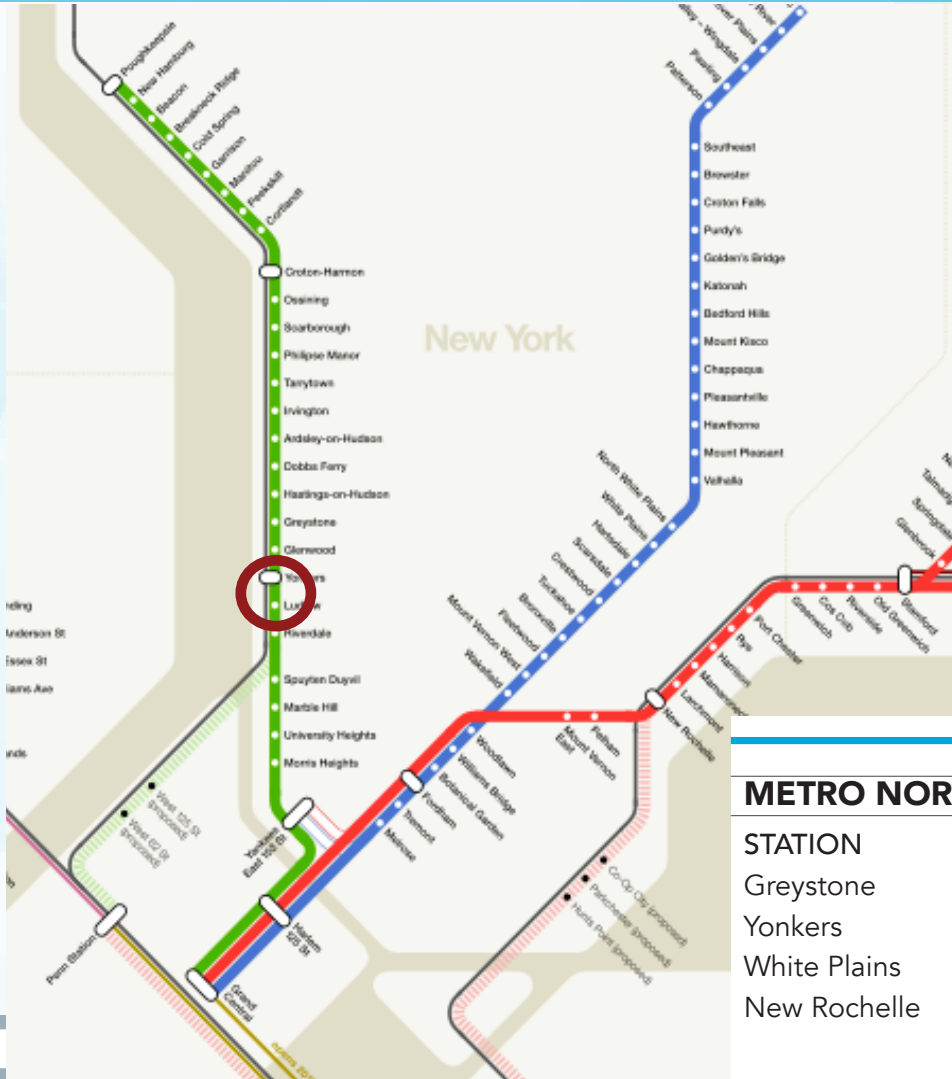 Poughkeepsie
New Hamburg
Beacon
Breakneck Ridge
Cold Spring
Garrison
Manitou
Peekskill
Cortlandt
Croton-Harmon
Ossining
Scarborough
Philipse Manor
Tarrytown
Irvington
Ardsley-on-Hudson
Dobbs Ferry
Hastings-on-Hudson
Greystone
Glenwood
Yonkers
Ludlow
Riverdale
Spuyten Duyvil
Marble Hill
University Heights
Morris Heights
Yankees
East 153 St
Harlem
125 St
Grand
Central
New York
River
Plains
Wingdale
Pawling
Patterson
Southeast
Brewster
Croton Falls
Purdy's
Golden's Bridge
Katonah
Bedford Hills
Mount Kisco
Chappaqua
Pleasantville
Hawthorne
Mount Pleasant
Valhalla
North White Plains
White Plains
Hartsdale
Scarsdale
Crestwood
Tuckahoe
Bronxville
Fleetwood
Mount Vernon West
Wakefield
Woodlawn
Williams Bridge
Botanical Garden
Fordham
Tremont
Melrose
Glenbrook
Stamford
Old Greenwich
Riverside
Cos Cob
Greenwich
Port Chester
Rye
Harrison
Mamaroneck
Larchmont
New Rochelle
Pelham
Mount Vernon
East
Co-Op City (proposed)
Parkchester (proposed)
Hunts Point (proposed)
West 125 St
(proposed)
West 62 St
(proposed)
Penn Station
Anderson St
Essex St
METRO NOR
STATION
Greystone
Yonkers
White Plains
New Rochelle